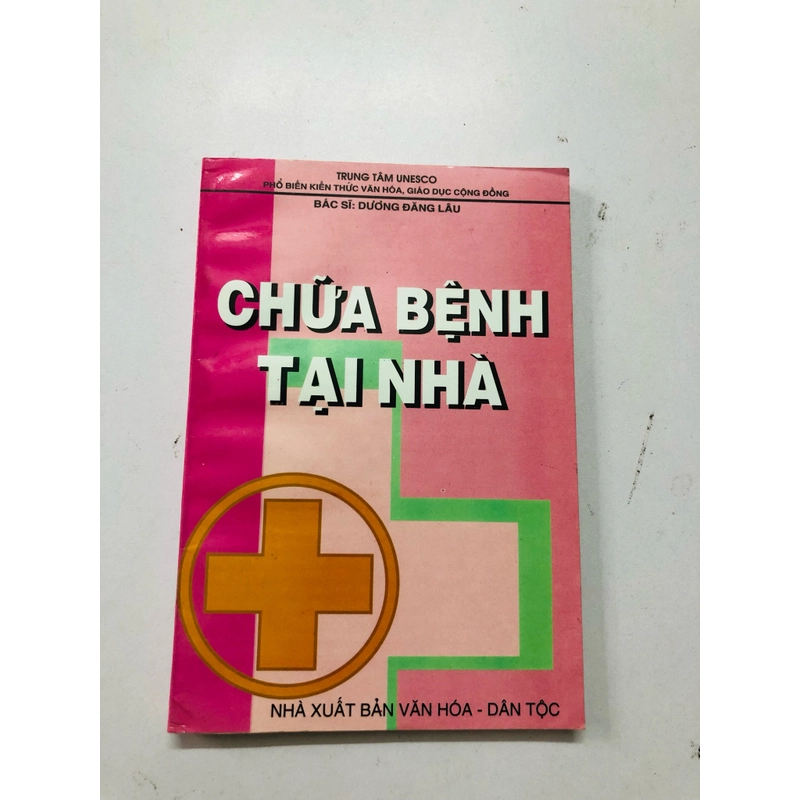 TRUNG TÂM UNESCO
PHỔ BIẾN KIẾN THỨC VĂN HÓA, GIÁO DỤC CỘNG ĐỒNG
BÁC SĨ: DƯƠNG ĐĂNG LÂU
CHỮA BỆNH
TẠI NHÀ
NHÀ XUẤT BẢN VĂN HÓA - DÂN TỘC